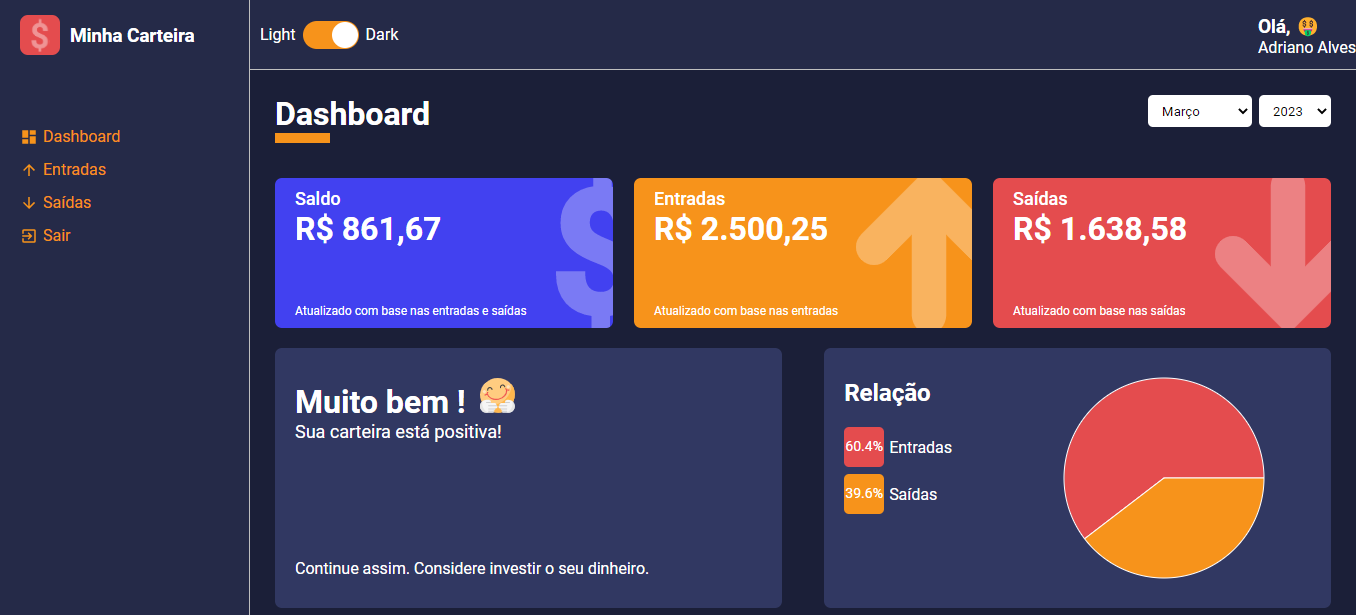 Minha Carteira
Light Dark
Olá, 🤑
Adriano Alves
Dashboard
Entradas
Saídas
Sair
Dashboard
Março 2023
Saldo
R$ 861,67
Atualizado com base nas entradas e saídas
Entradas
R$ 2.500,25
Atualizado com base nas entradas
Saídas
R$ 1.638,58
Atualizado com base nas saídas
Muito bem !
Sua carteira está positiva!
Continue assim. Considere investir o seu dinheiro.
Relação
60.4% Entradas
39.6% Saídas